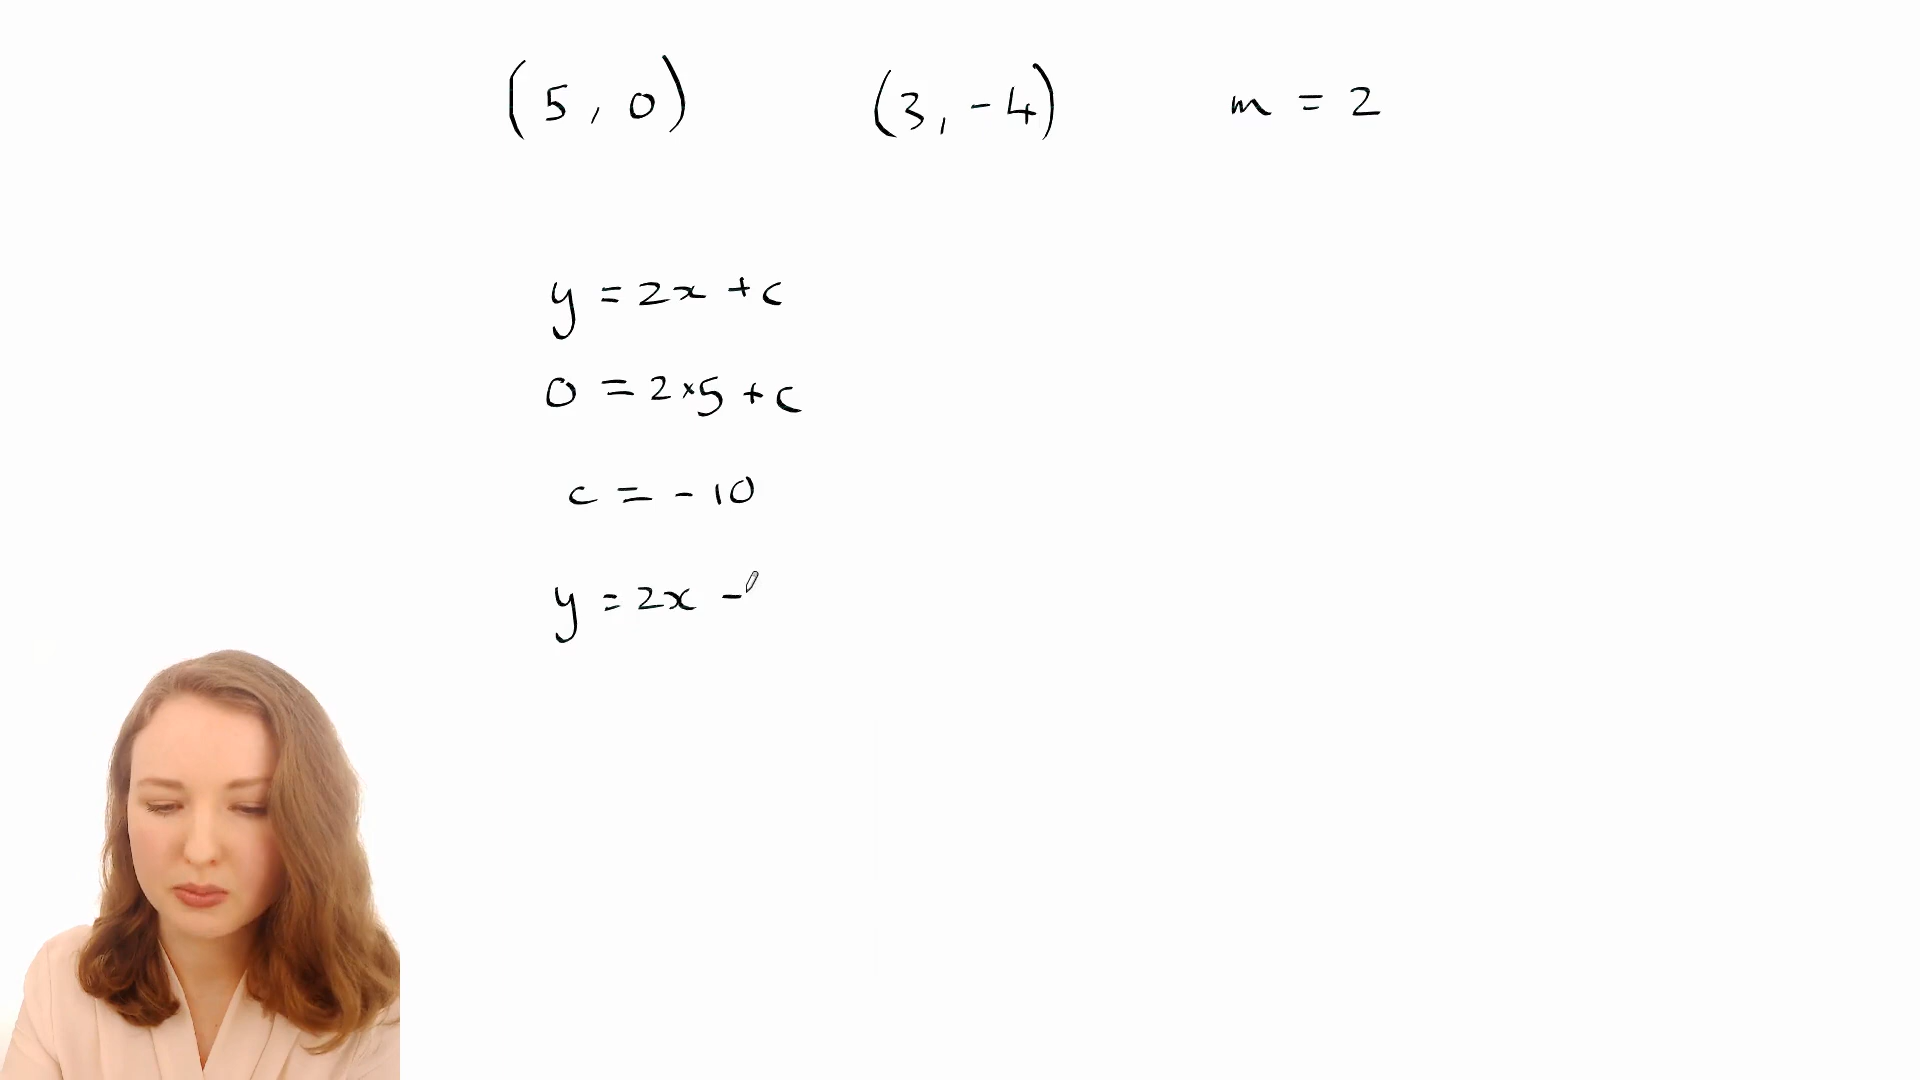 (5, 0) (3, -4) m = 2
y = 2x + c
0 = 2×5 + c
c = -10
y = 2x -